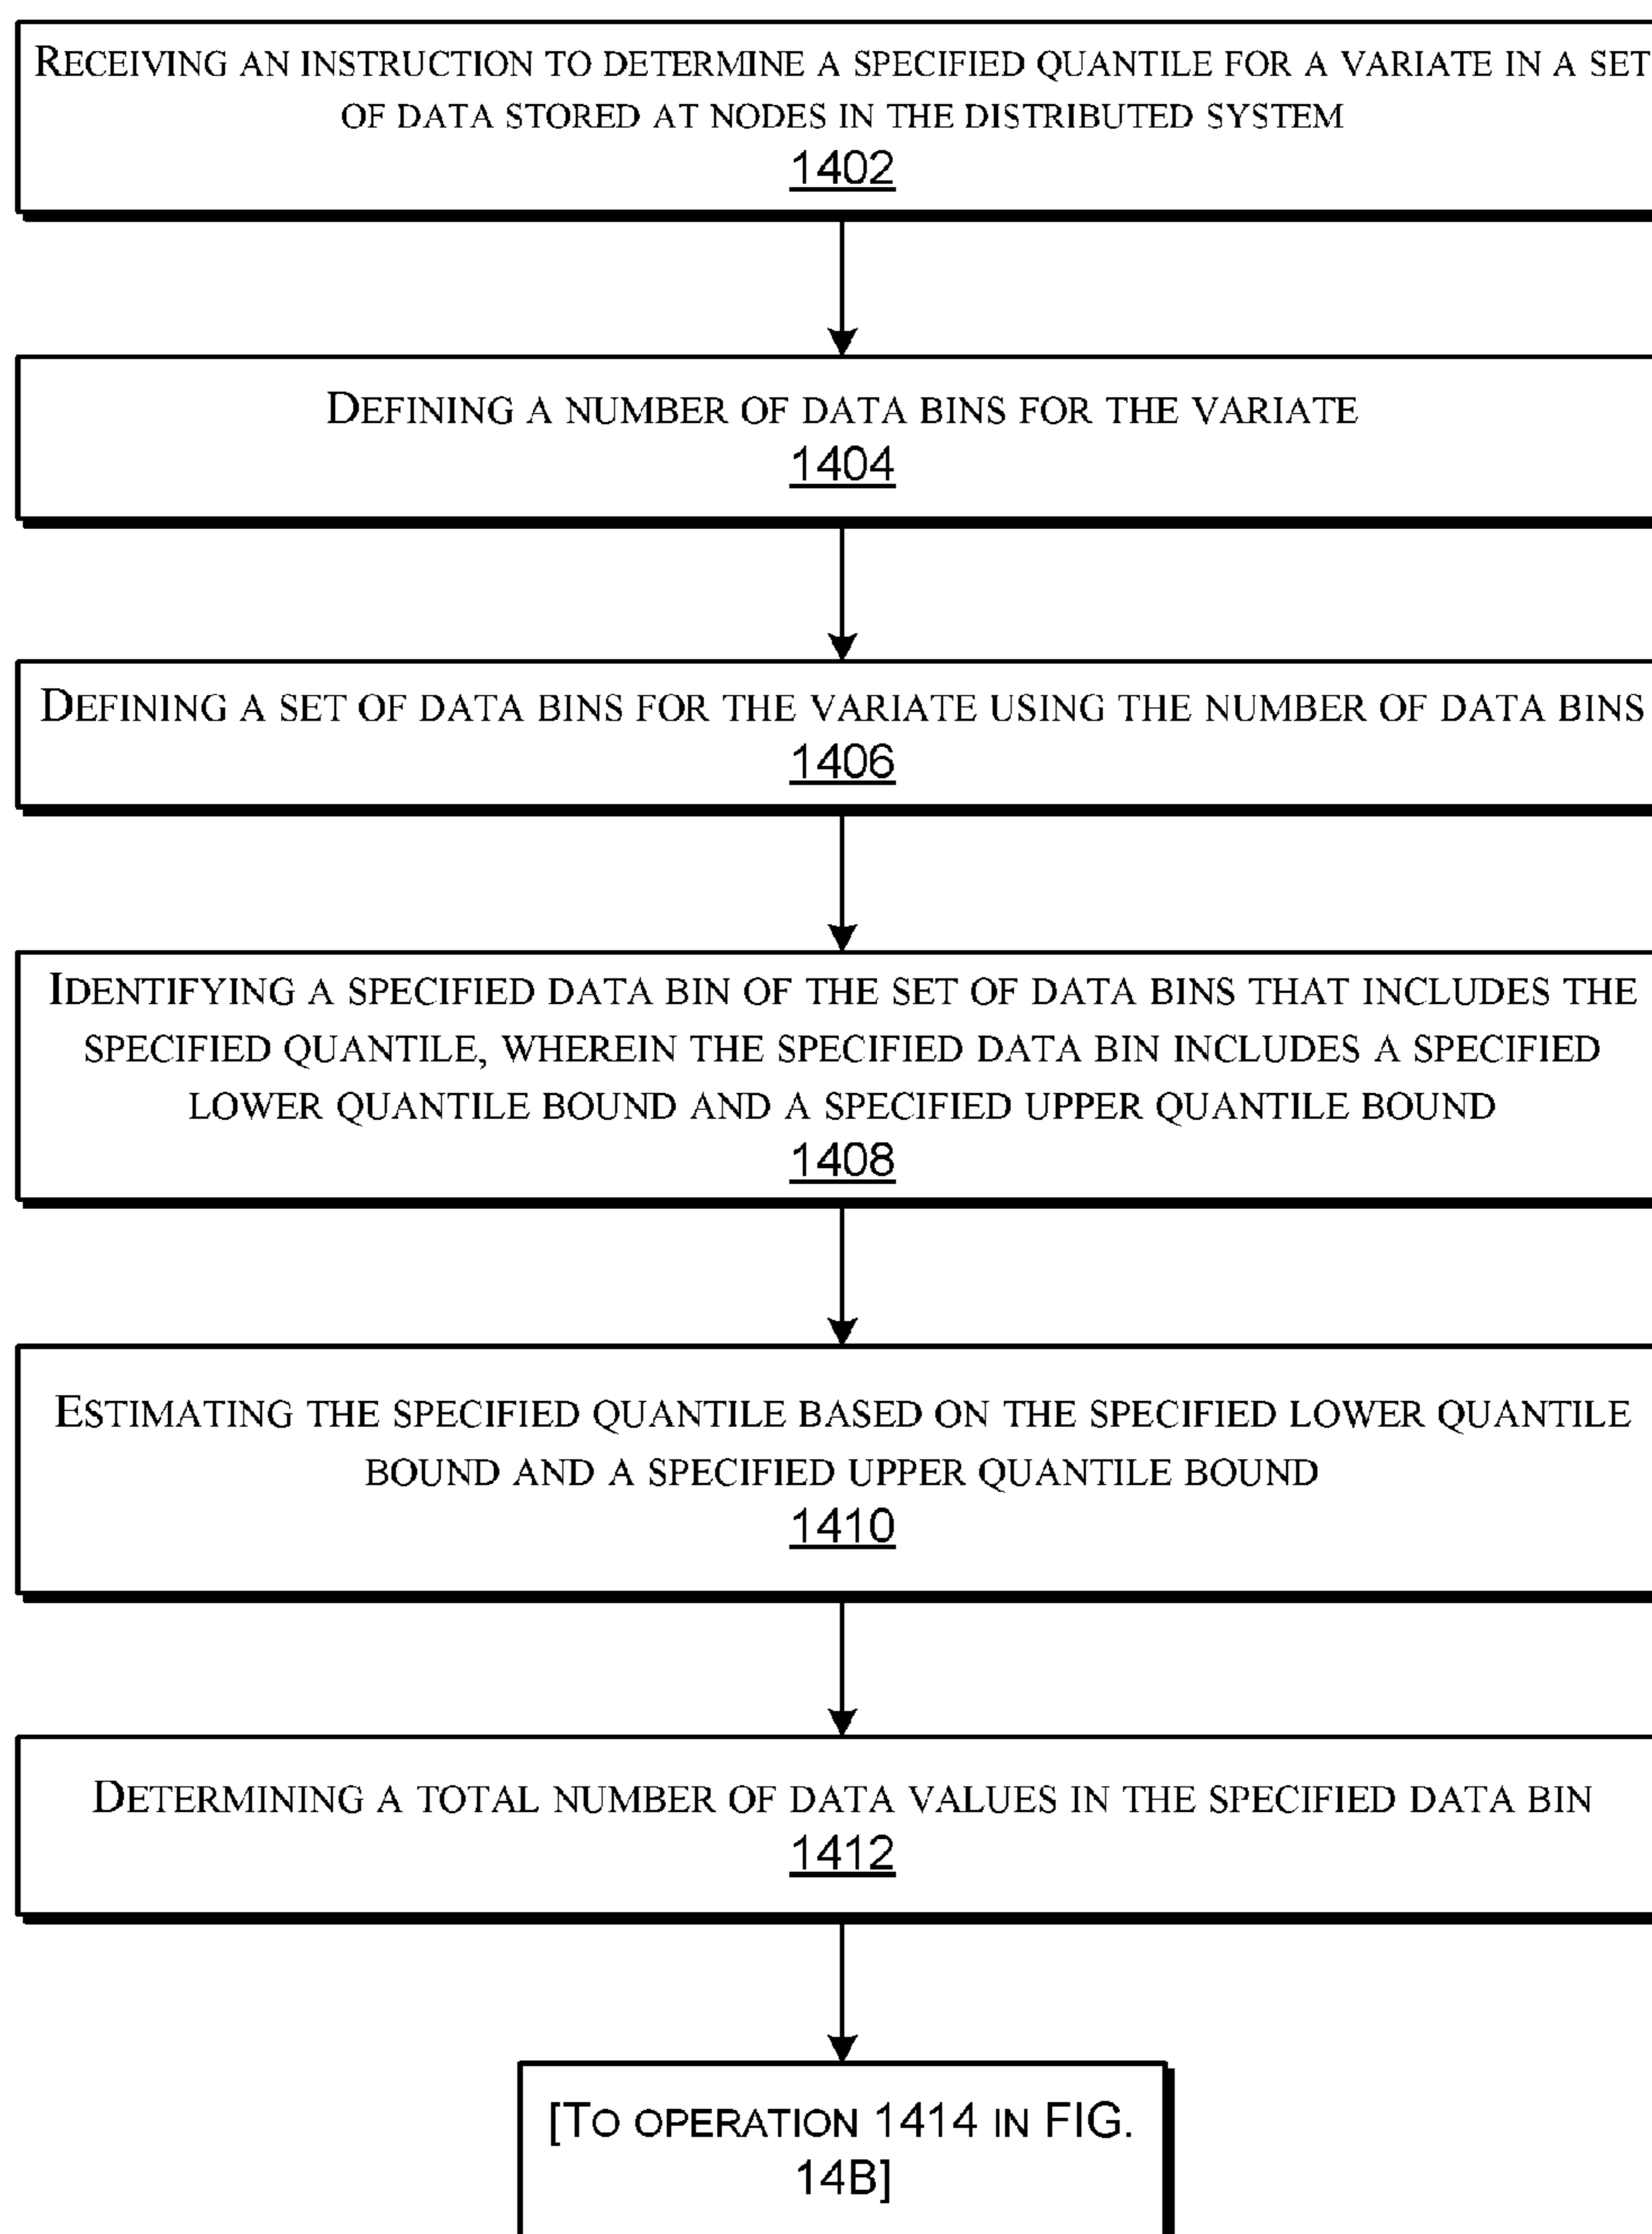 RECEIVING AN INSTRUCTION TO DETERMINE A SPECIFIED QUANTILE FOR A VARIATE IN A SET
OF DATA STORED AT NODES IN THE DISTRIBUTED SYSTEM
1402
DEFINING A NUMBER OF DATA BINS FOR THE VARIATE
1404
DEFINING A SET OF DATA BINS FOR THE VARIATE USING THE NUMBER OF DATA BINS
1406
IDENTIFYING A SPECIFIED DATA BIN OF THE SET OF DATA BINS THAT INCLUDES THE
SPECIFIED QUANTILE, WHEREIN THE SPECIFIED DATA BIN INCLUDES A SPECIFIED
LOWER QUANTILE BOUND AND A SPECIFIED UPPER QUANTILE BOUND
1408
ESTIMATING THE SPECIFIED QUANTILE BASED ON THE SPECIFIED LOWER QUANTILE
BOUND AND A SPECIFIED UPPER QUANTILE BOUND
1410
DETERMINING A TOTAL NUMBER OF DATA VALUES IN THE SPECIFIED DATA BIN
1412
[TO OPERATION 1414 IN FIG.
14B]